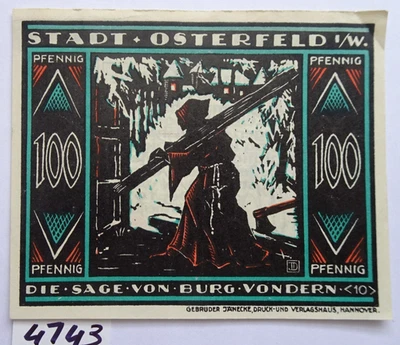 STADT · OSTERFELD i/W.
PFENNIG PFENNIG
100 100
PFENNIG PFENNIG
DIE · SAGE · VON · BURG · VONDERN · <10>
GEBRÜDER JÄNECKE, DRUCK- UND VERLAGSHAUS, HANNOVER.
4743